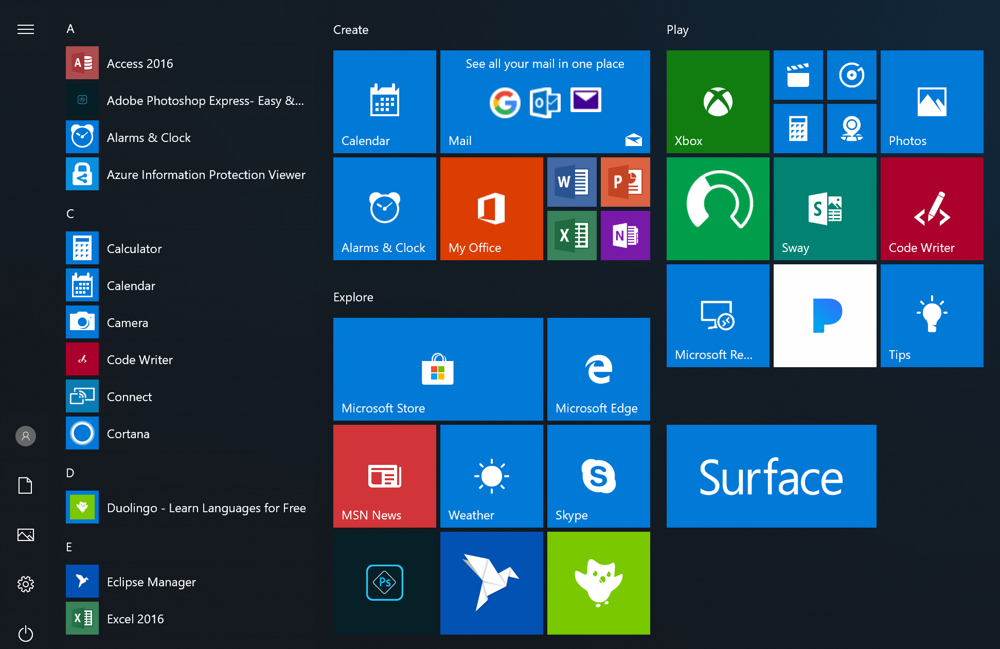 A
Access 2016
Adobe Photoshop Express- Easy &...
Alarms & Clock
Azure Information Protection Viewer
C
Calculator
Calendar
Camera
Code Writer
Connect
Cortana
D
Duolingo - Learn Languages for Free
E
Eclipse Manager
Excel 2016
Create
Calendar
See all your mail in one place
Mail
Alarms & Clock
My Office
W
P
X
N
Explore
Microsoft Store
Microsoft Edge
MSN News
Weather
Skype
Ps
Play
Xbox
Photos
Sway
Code Writer
Microsoft Re...
Tips
Surface